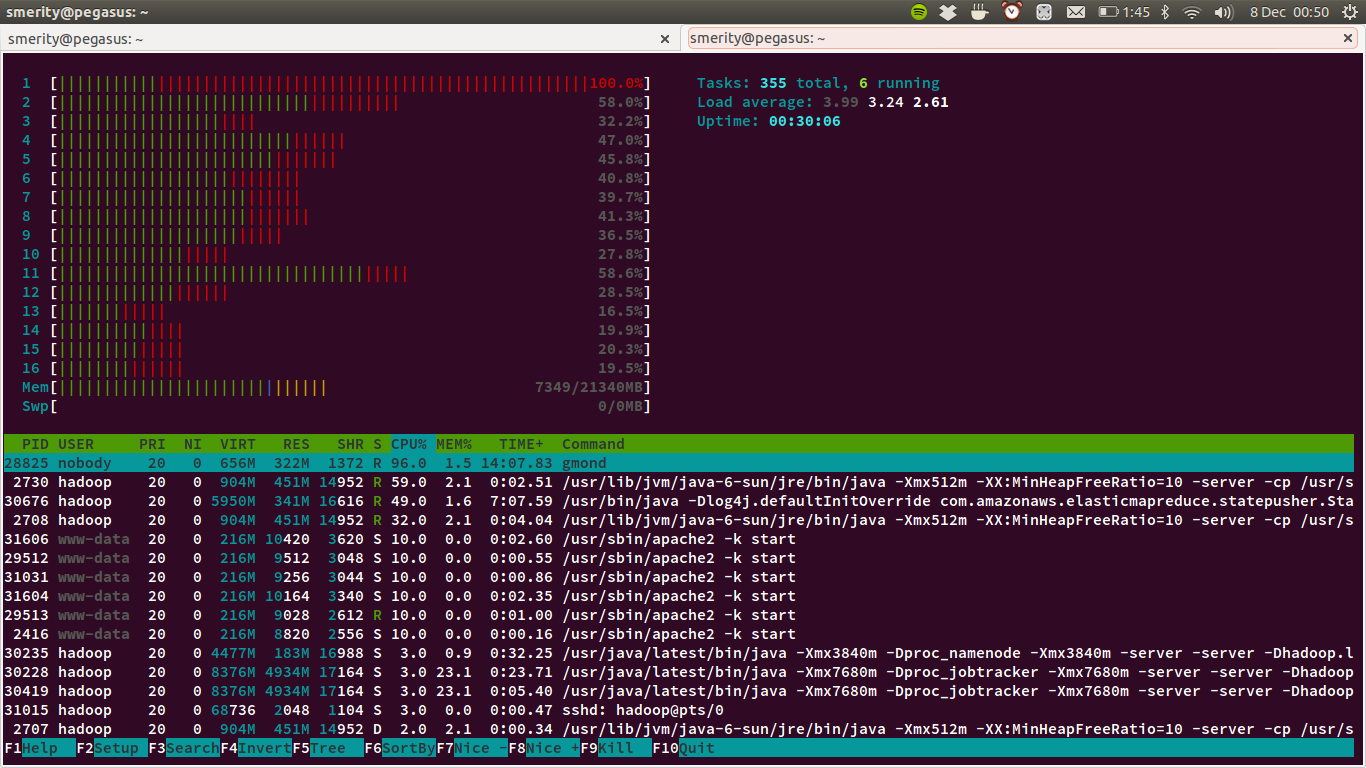 smerity@pegasus: ~ 1:45 8 Dec 00:50
smerity@pegasus: ~ × smerity@pegasus: ~ ×
1 [100.0%] Tasks: 355 total, 6 running
2 [58.0%] Load average: 3.99 3.24 2.61
3 [32.2%] Uptime: 00:30:06
4 [47.0%]
5 [45.8%]
6 [40.8%]
7 [39.7%]
8 [41.3%]
9 [36.5%]
10 [27.8%]
11 [58.6%]
12 [28.5%]
13 [16.5%]
14 [19.9%]
15 [20.3%]
16 [19.5%]
Mem[7349/21340MB]
Swp[0/0MB]
PID USER PRI NI VIRT RES SHR S CPU% MEM% TIME+ Command
28825 nobody 20 0 656M 322M 1372 R 96.0 1.5 14:07.83 gmond
2730 hadoop 20 0 904M 451M 14952 R 59.0 2.1 0:02.51 /usr/lib/jvm/java-6-sun/jre/bin/java -Xmx512m -XX:MinHeapFreeRatio=10 -server -cp /usr/s
30676 hadoop 20 0 5950M 341M 16616 R 49.0 1.6 7:07.59 /usr/bin/java -Dlog4j.defaultInitOverride com.amazonaws.elasticmapreduce.statepusher.Sta
2708 hadoop 20 0 904M 451M 14952 R 32.0 2.1 0:04.04 /usr/lib/jvm/java-6-sun/jre/bin/java -Xmx512m -XX:MinHeapFreeRatio=10 -server -cp /usr/s
31606 www-data 20 0 216M 10420 3620 S 10.0 0.0 0:02.60 /usr/sbin/apache2 -k start
29512 www-data 20 0 216M 9512 3048 S 10.0 0.0 0:00.55 /usr/sbin/apache2 -k start
31031 www-data 20 0 216M 9256 3044 S 10.0 0.0 0:00.86 /usr/sbin/apache2 -k start
31604 www-data 20 0 216M 10164 3340 S 10.0 0.0 0:02.35 /usr/sbin/apache2 -k start
29513 www-data 20 0 216M 9028 2612 R 10.0 0.0 0:01.00 /usr/sbin/apache2 -k start
2416 www-data 20 0 216M 8820 2556 S 10.0 0.0 0:00.16 /usr/sbin/apache2 -k start
30235 hadoop 20 0 4477M 183M 16988 S 3.0 0.9 0:32.25 /usr/java/latest/bin/java -Xmx3840m -Dproc_namenode -Xmx3840m -server -server -Dhadoop.l
30228 hadoop 20 0 8376M 4934M 17164 S 3.0 23.1 0:23.71 /usr/java/latest/bin/java -Xmx7680m -Dproc_jobtracker -Xmx7680m -server -server -Dhadoop
30419 hadoop 20 0 8376M 4934M 17164 S 3.0 23.1 0:05.40 /usr/java/latest/bin/java -Xmx7680m -Dproc_jobtracker -Xmx7680m -server -server -Dhadoop
31015 hadoop 20 0 68736 2048 1104 S 3.0 0.0 0:00.47 sshd: hadoop@pts/0
2707 hadoop 20 0 904M 451M 14952 D 2.0 2.1 0:00.34 /usr/lib/jvm/java-6-sun/jre/bin/java -Xmx512m -XX:MinHeapFreeRatio=10 -server -cp /usr/s
F1Help F2Setup F3SearchF4InvertF5Tree F6SortByF7Nice -F8Nice +F9Kill F10Quit